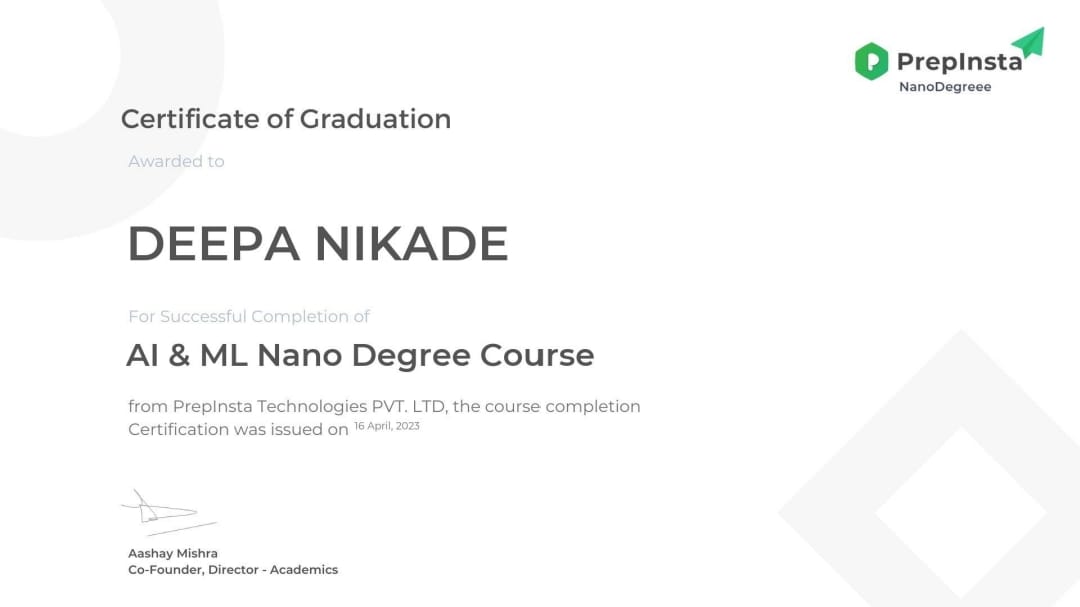 PrepInsta
NanoDegreee
Certificate of Graduation
Awarded to
DEEPA NIKADE
For Successful Completion of
AI & ML Nano Degree Course
from PrepInsta Technologies PVT. LTD, the course completion
Certification was issued on 16 April, 2023
Aashay Mishra
Co-Founder, Director - Academics